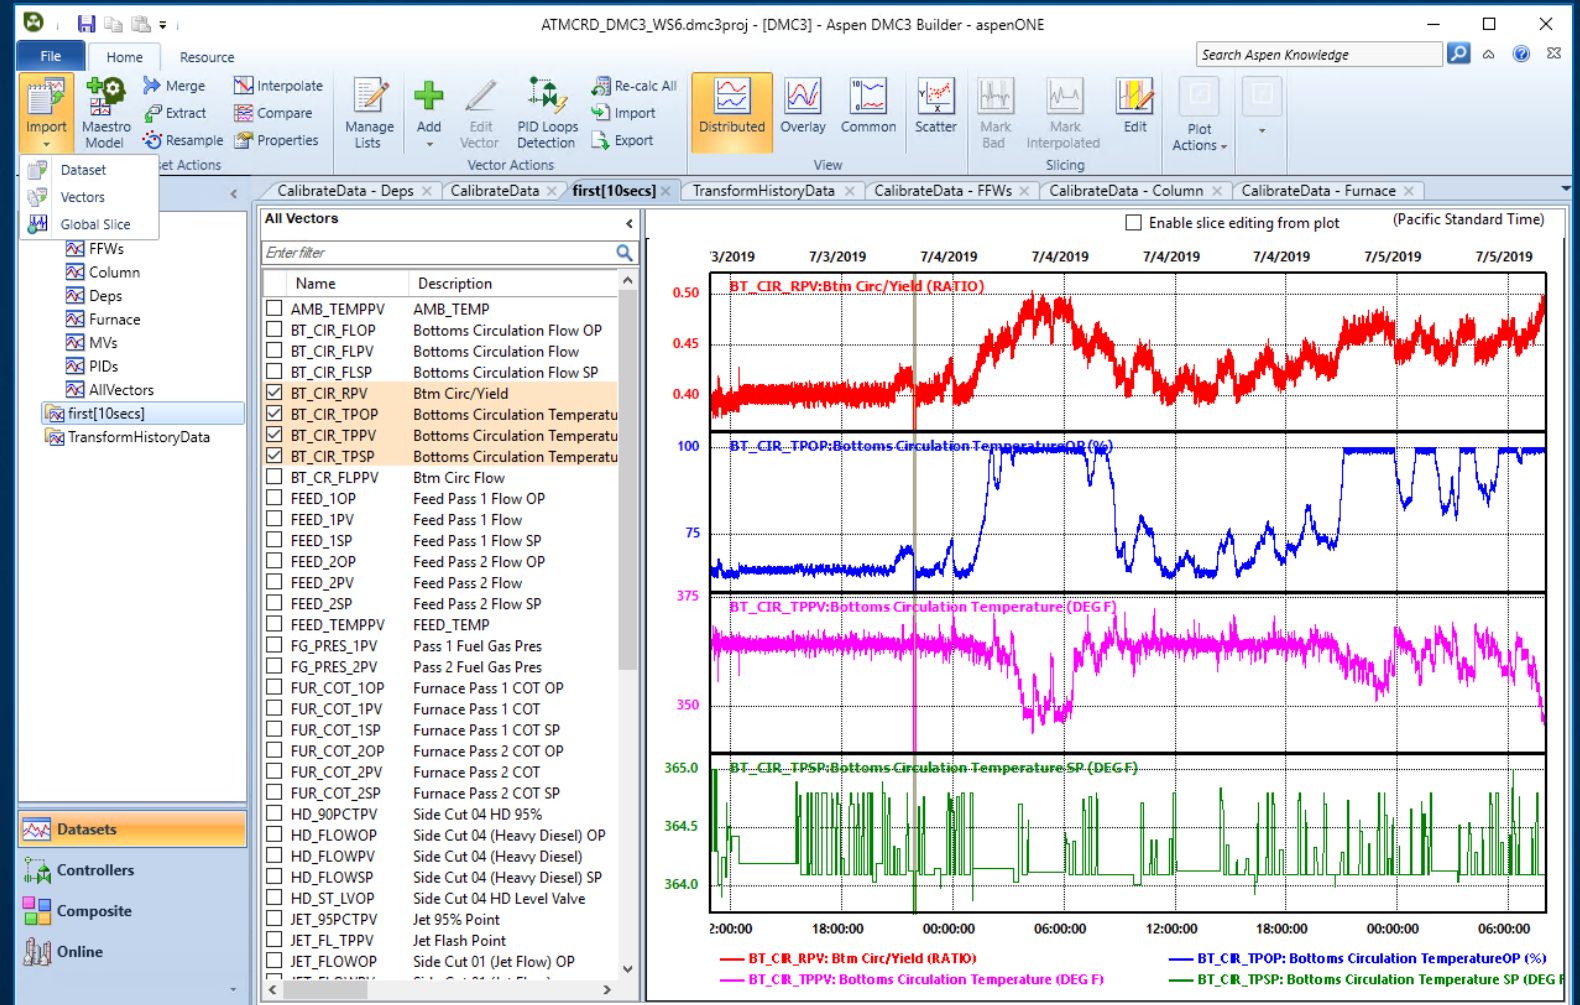 ATMCRD_DMC3_WS6.dmc3proj - [DMC3] - Aspen DMC3 Builder - aspenONE
File
Home
Resource
Search Aspen Knowledge
Import
Maestro Model
Merge
Extract
Resample
Interpolate
Compare
Properties
Manage Lists
Add
Edit Vector
PID Loops Detection
Re-calc All
Import
Export
Distributed
Overlay
Common
Scatter
Mark Bad
Mark Interpolated
Edit
Plot Actions
set Actions
Vector Actions
View
Slicing
Dataset
Vectors
Global Slice
FFWs
Column
Deps
Furnace
MVs
PIDs
AllVectors
first[10secs]
TransformHistoryData
Datasets
Controllers
Composite
Online
CalibrateData - Deps
CalibrateData
first[10secs]
TransformHistoryData
CalibrateData - FFWs
CalibrateData - Column
CalibrateData - Furnace
All Vectors
Enter filter
Name Description
AMB_TEMPPV AMB_TEMP
BT_CIR_FLOP Bottoms Circulation Flow OP
BT_CIR_FLPV Bottoms Circulation Flow
BT_CIR_FLSP Bottoms Circulation Flow SP
BT_CIR_RPV Btm Circ/Yield
BT_CIR_TPOP Bottoms Circulation Temperatu
BT_CIR_TPPV Bottoms Circulation Temperatu
BT_CIR_TPSP Bottoms Circulation Temperatu
BT_CR_FLPPV Btm Circ Flow
FEED_1OP Feed Pass 1 Flow OP
FEED_1PV Feed Pass 1 Flow
FEED_1SP Feed Pass 1 Flow SP
FEED_2OP Feed Pass 2 Flow OP
FEED_2PV Feed Pass 2 Flow
FEED_2SP Feed Pass 2 Flow SP
FEED_TEMPPV FEED_TEMP
FG_PRES_1PV Pass 1 Fuel Gas Pres
FG_PRES_2PV Pass 2 Fuel Gas Pres
FUR_COT_1OP Furnace Pass 1 COT OP
FUR_COT_1PV Furnace Pass 1 COT
FUR_COT_1SP Furnace Pass 1 COT SP
FUR_COT_2OP Furnace Pass 2 COT OP
FUR_COT_2PV Furnace Pass 2 COT
FUR_COT_2SP Furnace Pass 2 COT SP
HD_90PCTPV Side Cut 04 HD 95%
HD_FLOWOP Side Cut 04 (Heavy Diesel) OP
HD_FLOWPV Side Cut 04 (Heavy Diesel)
HD_FLOWSP Side Cut 04 (Heavy Diesel) SP
HD_ST_LVOP Side Cut 04 HD Level Valve
JET_95PCTPV Jet 95% Point
JET_FL_TPPV Jet Flash Point
JET_FLOWOP Side Cut 01 (Jet Flow) OP
Enable slice editing from plot
(Pacific Standard Time)
3/2019 7/3/2019 7/4/2019 7/4/2019 7/4/2019 7/4/2019 7/5/2019 7/5/2019
BT_CIR_RPV:Btm Circ/Yield (RATIO)
0.50
0.45
0.40
BT_CIR_TPOP:Bottoms Circulation TemperatureOP (%)
100
75
BT_CIR_TPPV:Bottoms Circulation Temperature (DEG F)
375
350
BT_CIR_TPSP:Bottoms Circulation Temperature SP (DEG F)
365.0
364.5
364.0
2:00:00 18:00:00 00:00:00 06:00:00 12:00:00 18:00:00 00:00:00 06:00:00
BT_CIR_RPV: Btm Circ/Yield (RATIO)
BT_CIR_TPOP: Bottoms Circulation TemperatureOP (%)
BT_CIR_TPPV: Bottoms Circulation Temperature (DEG F)
BT_CIR_TPSP: Bottoms Circulation Temperature SP (DEG F